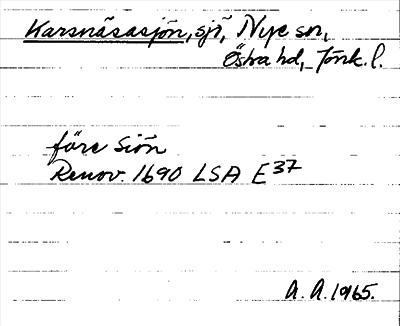 Karsnäsasjön, sjö, Nye sn,
Östra hd, Jönk. l.
före Siön
Renov. 1690 LSA E37
A. A. 1965.